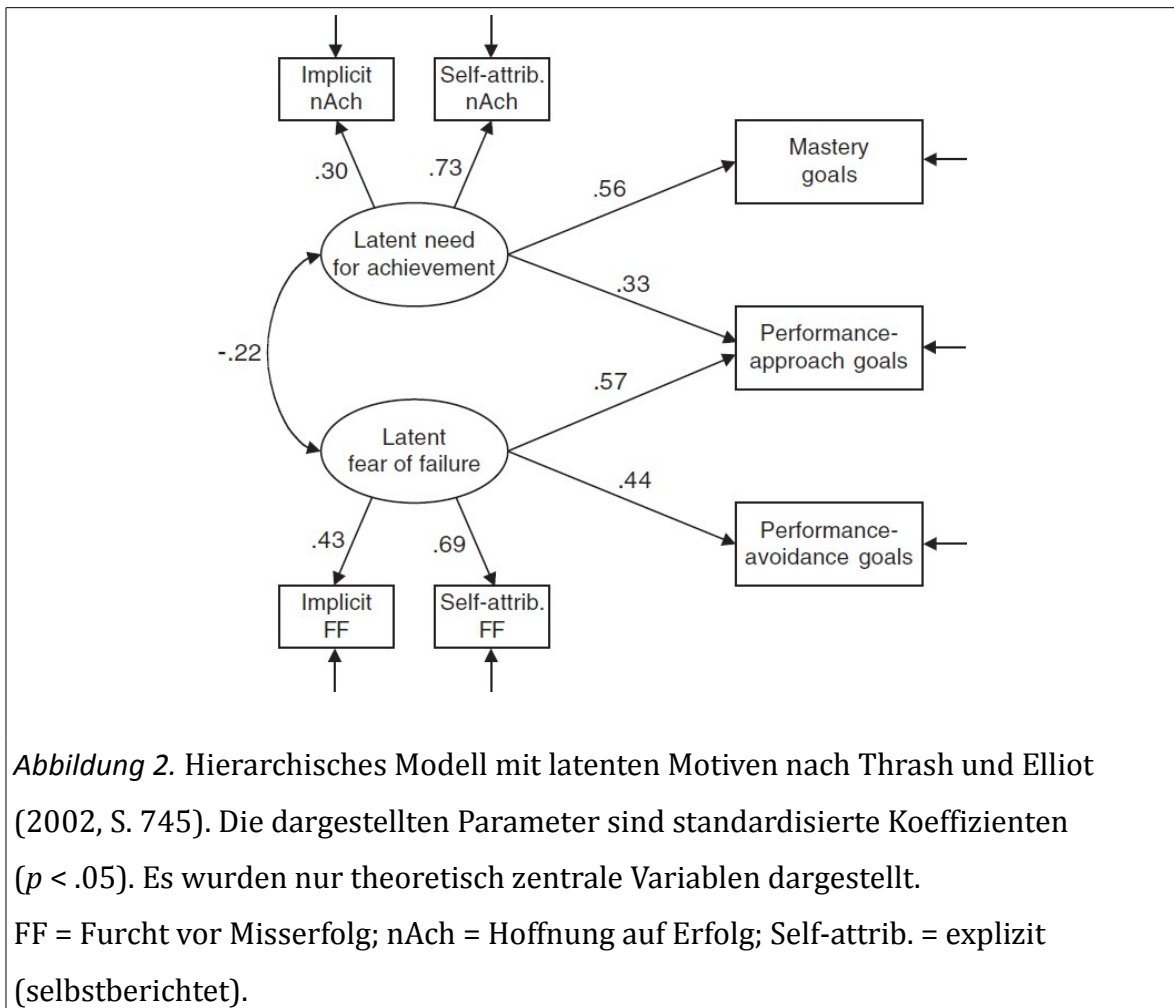 Implicit
nAch
Self-attrib.
nAch
.30
.73
Mastery
goals
.56
Latent need
for achievement
.33
-.22
Performance-
approach goals
.57
Latent
fear of failure
.44
.43
.69
Performance-
avoidance goals
Implicit
FF
Self-attrib.
FF
Abbildung 2. Hierarchisches Modell mit latenten Motiven nach Thrash und Elliot
(2002, S. 745). Die dargestellten Parameter sind standardisierte Koeffizienten
(p < .05). Es wurden nur theoretisch zentrale Variablen dargestellt.
FF = Furcht vor Misserfolg; nAch = Hoffnung auf Erfolg; Self-attrib. = explizit
(selbstberichtet).